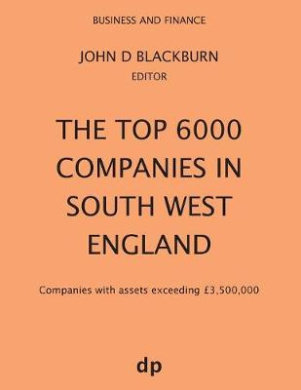 BUSINESS AND FINANCE
JOHN D BLACKBURN
EDITOR
THE TOP 6000
COMPANIES IN
SOUTH WEST
ENGLAND
Companies with assets exceeding £3,500,000
dp